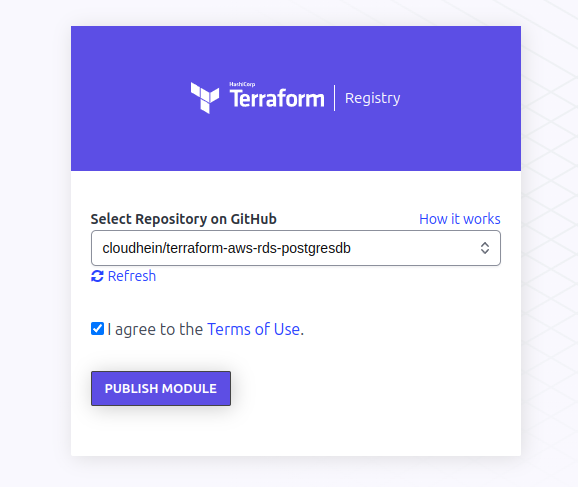 HashiCorp
Terraform | Registry
Select Repository on GitHub How it works
cloudhein/terraform-aws-rds-postgresdb
Refresh
I agree to the Terms of Use.
PUBLISH MODULE